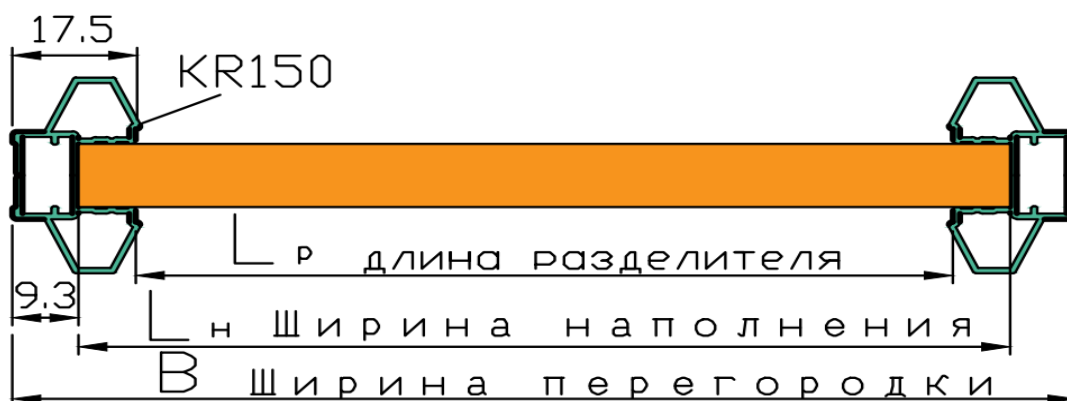 17.5
KR150
Lр длина разделителя
9.3
Lн Ширина наполнения
B Ширина перегородки